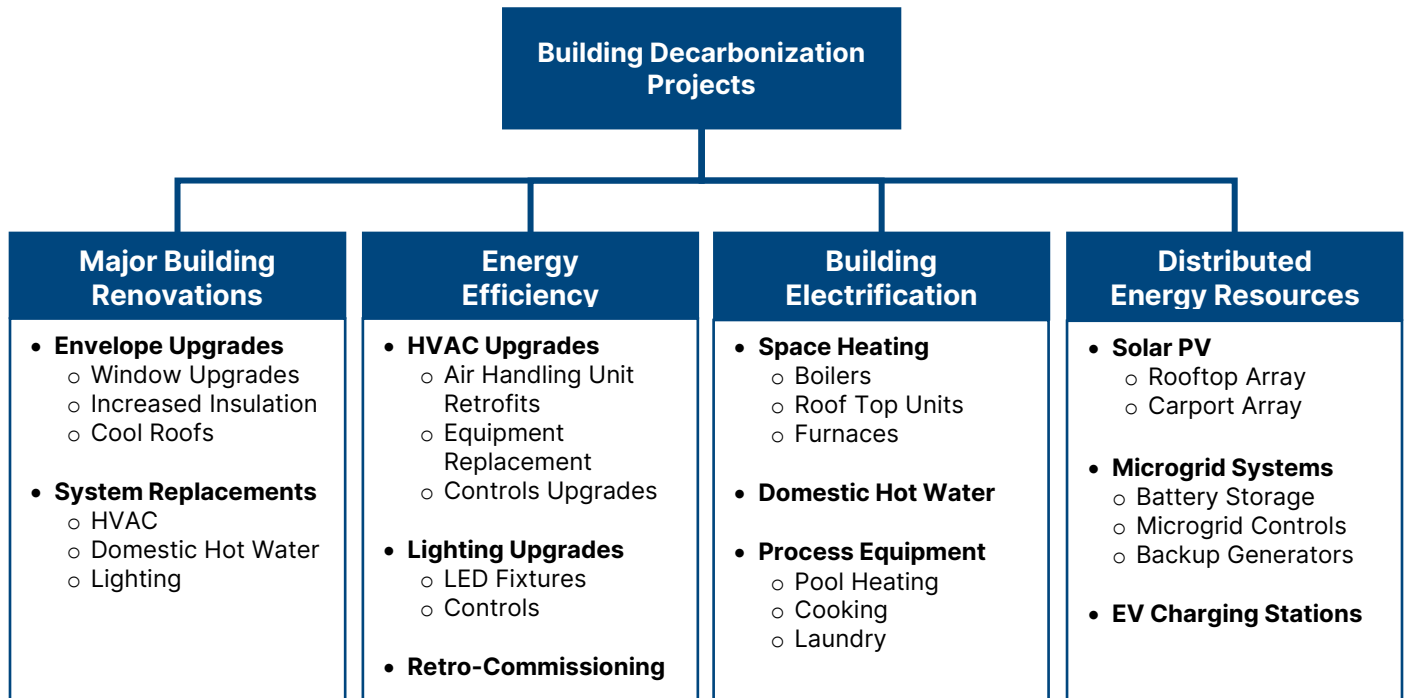 Building Decarbonization
Projects
Major Building
Renovations
• Envelope Upgrades
o Window Upgrades
o Increased Insulation
o Cool Roofs
• System Replacements
o HVAC
o Domestic Hot Water
o Lighting
Energy
Efficiency
• HVAC Upgrades
o Air Handling Unit
Retrofits
o Equipment
Replacement
o Controls Upgrades
• Lighting Upgrades
o LED Fixtures
o Controls
• Retro-Commissioning
Building
Electrification
• Space Heating
o Boilers
o Roof Top Units
o Furnaces
• Domestic Hot Water
• Process Equipment
o Pool Heating
o Cooking
o Laundry
Distributed
Energy Resources
• Solar PV
o Rooftop Array
o Carport Array
• Microgrid Systems
o Battery Storage
o Microgrid Controls
o Backup Generators
• EV Charging Stations